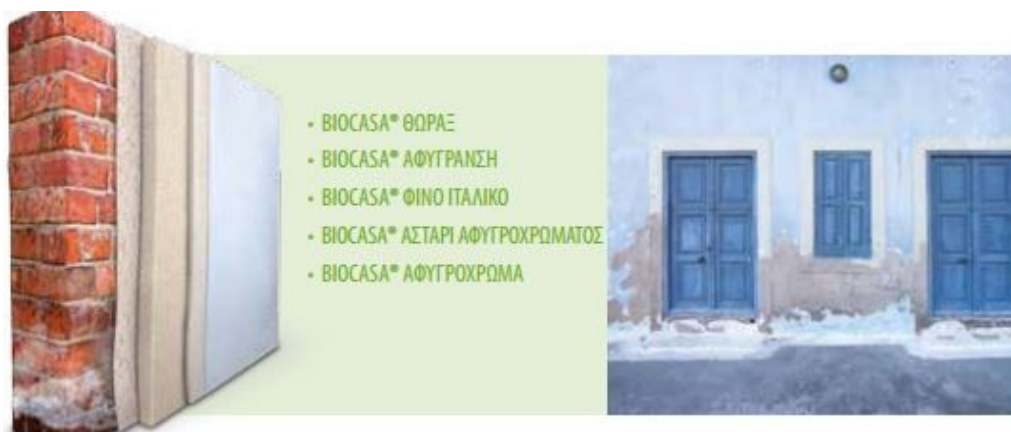 • BIOCASA® ΘΩΡΑΞ
• BIOCASA® ΑΦΥΓΡΑΝΣΗ
• BIOCASA® ΦΙΝΟ ΙΤΑΛΙΚΟ
• BIOCASA® ΑΣΤΑΡΙ ΑΦΥΓΡΟΧΡΩΜΑΤΟΣ
• BIOCASA® ΑΦΥΓΡΟΧΡΩΜΑ